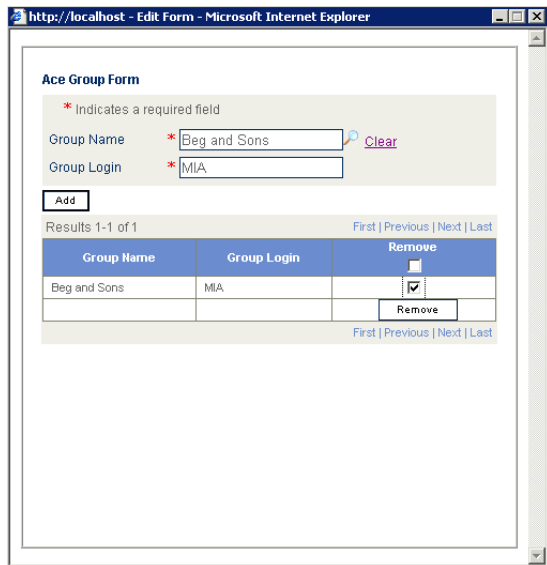 http://localhost - Edit Form - Microsoft Internet Explorer
Ace Group Form
* Indicates a required field
Group Name * Beg and Sons Clear
Group Login * MIA
Add
Results 1-1 of 1 First | Previous | Next | Last
Group Name Group Login Remove
Beg and Sons MIA
Remove
First | Previous | Next | Last